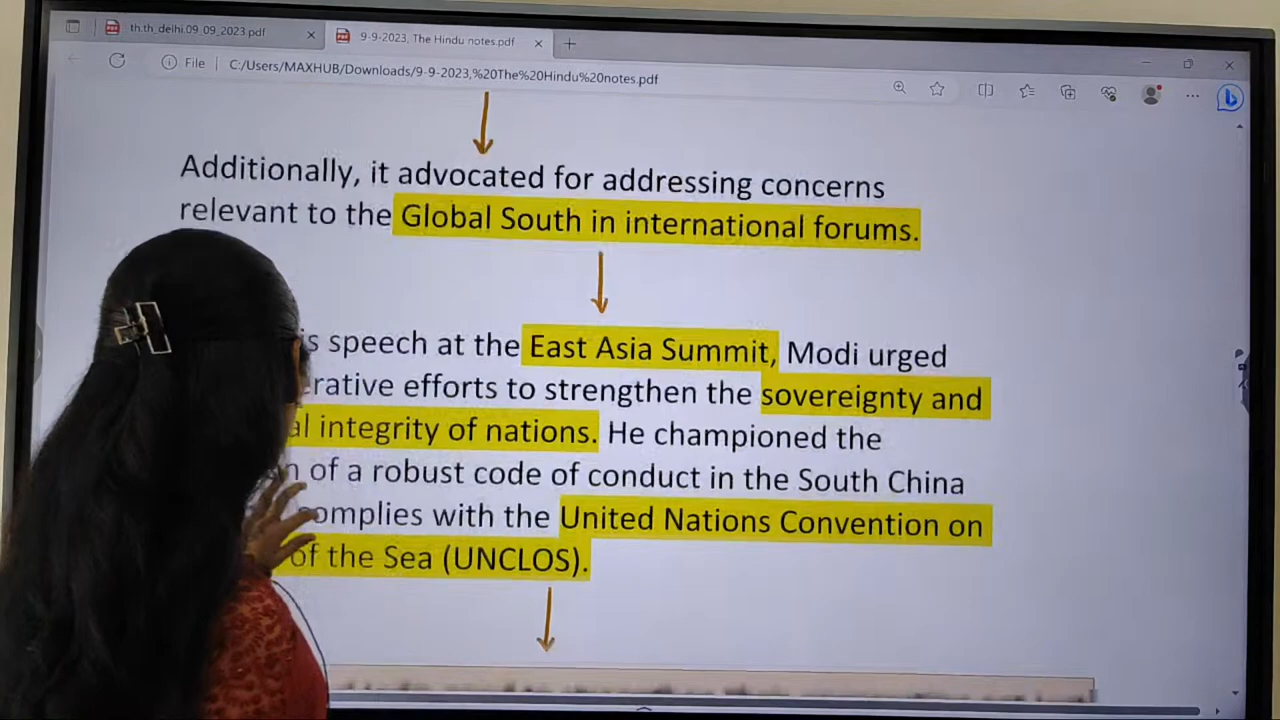 th.th_delhi.09_09_2023.pdf
9-9-2023, The Hindu notes.pdf
File
C:/Users/MAXHUB/Downloads/9-9-2023,%20The%20Hindu%20notes.pdf
Additionally, it advocated for addressing concerns
relevant to the Global South in international forums.
speech at the East Asia Summit, Modi urged
efforts to strengthen the sovereignty and
integrity of nations. He championed the
of a robust code of conduct in the South China
complies with the United Nations Convention on
of the Sea (UNCLOS).